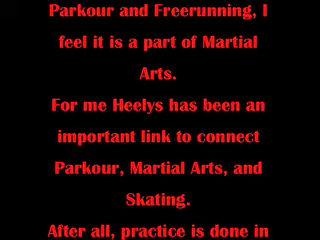 Parkour and Freerunning, I
feel it is a part of Martial
Arts.
For me Heelys has been an
important link to connect
Parkour, Martial Arts, and
Skating.
After all, practice is done in